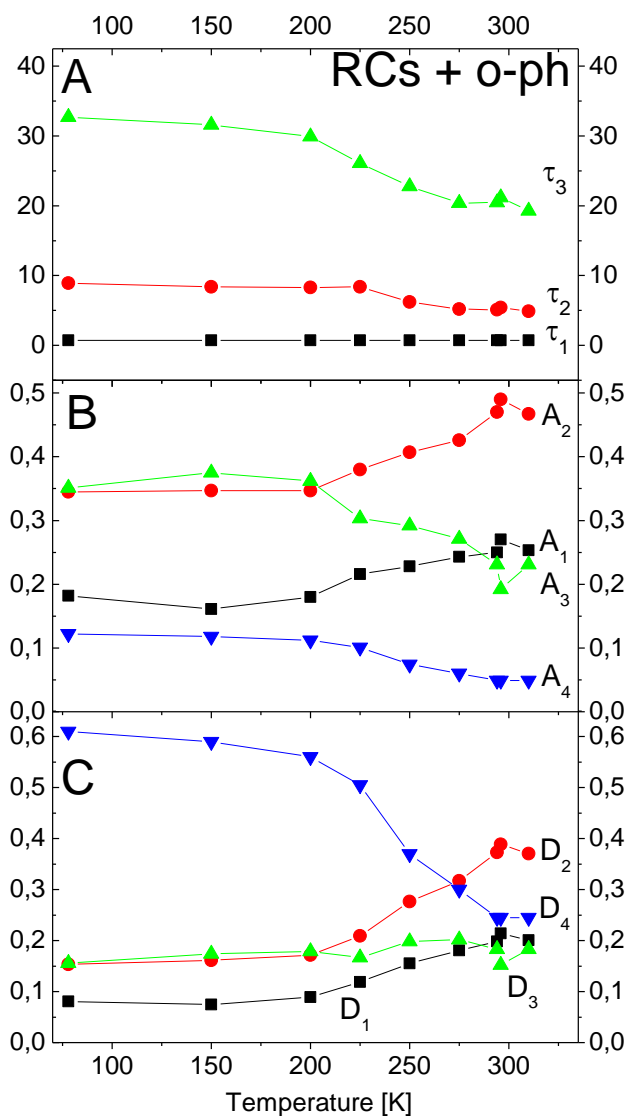 100 150 200 250 300
A RCs + o-ph
40 40
30 30
τ3
20 20
10 10
τ2
τ1
0 0
0,5 0,5
B
A2
0,4 0,4
0,3 0,3
A1
0,2 A3 0,2
0,1 0,1
A4
0,0 0,0
0,6 0,6
C
0,5 0,5
0,4 0,4
D2
0,3 0,3
D4
0,2 0,2
D3
D1
0,1 0,1
0,0 0,0
100 150 200 250 300
Temperature [K]